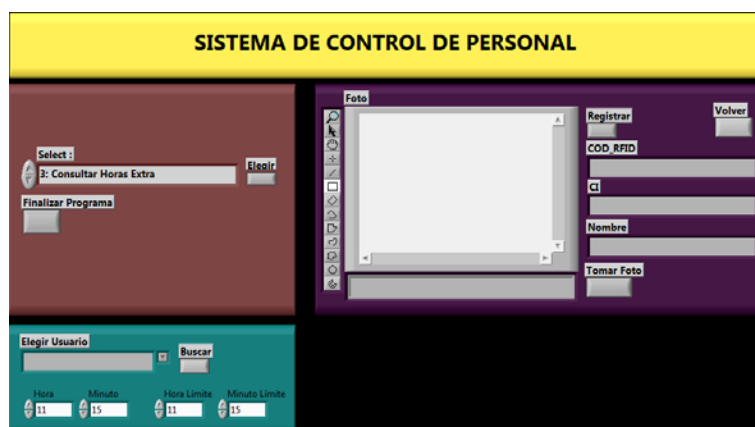 SISTEMA DE CONTROL DE PERSONAL
Select :
3: Consultar Horas Extra
Elegir
Finalizar Programa
Foto
Registrar
Volver
COD_RFID
CI
Nombre
Tomar Foto
Elegir Usuario
Buscar
Hora
Minuto
Hora Limite
Minuto Limite
11
15
11
15